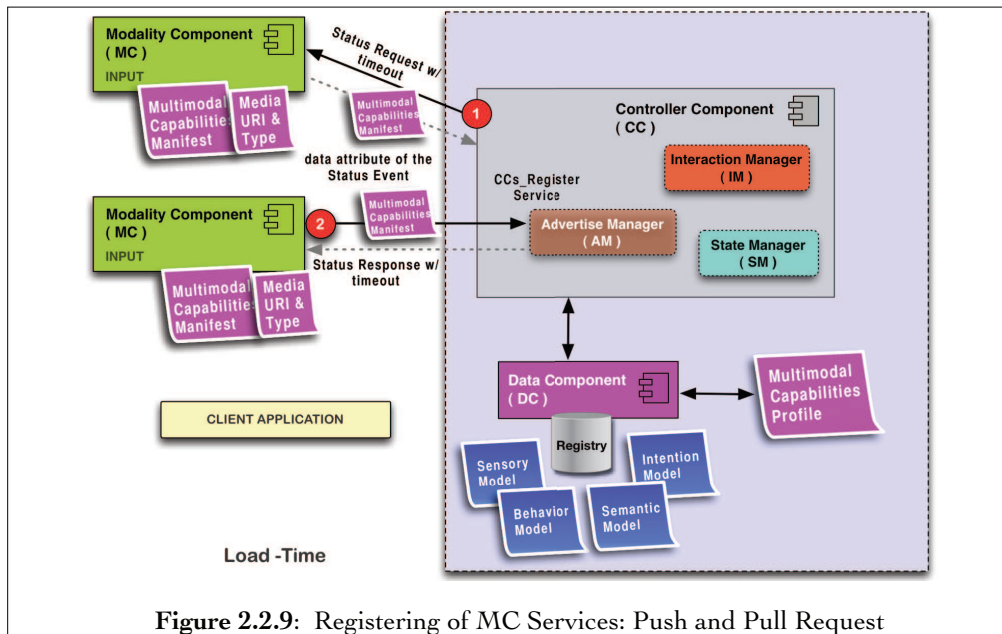 Modality Component
( MC )
INPUT
Multimodal
Capabilities
Manifest
Media
URI &
Type
Status Request w/
timeout
Multimodal
Capabilities
Manifest
data attribute of the
Status Event
1
Controller Component
( CC )
Interaction Manager
( IM )
CCs_Register
Service
Advertise Manager
( AM )
State Manager
( SM )
Modality Component
( MC )
INPUT
2
Multimodal
Capabilities
Manifest
Status Response w/
timeout
Multimodal
Capabilities
Manifest
Media
URI &
Type
Data Component
( DC )
Multimodal
Capabilities
Profile
CLIENT APPLICATION
Registry
Sensory
Model
Intention
Model
Behavior
Model
Semantic
Model
Load -Time
Figure 2.2.9: Registering of MC Services: Push and Pull Request